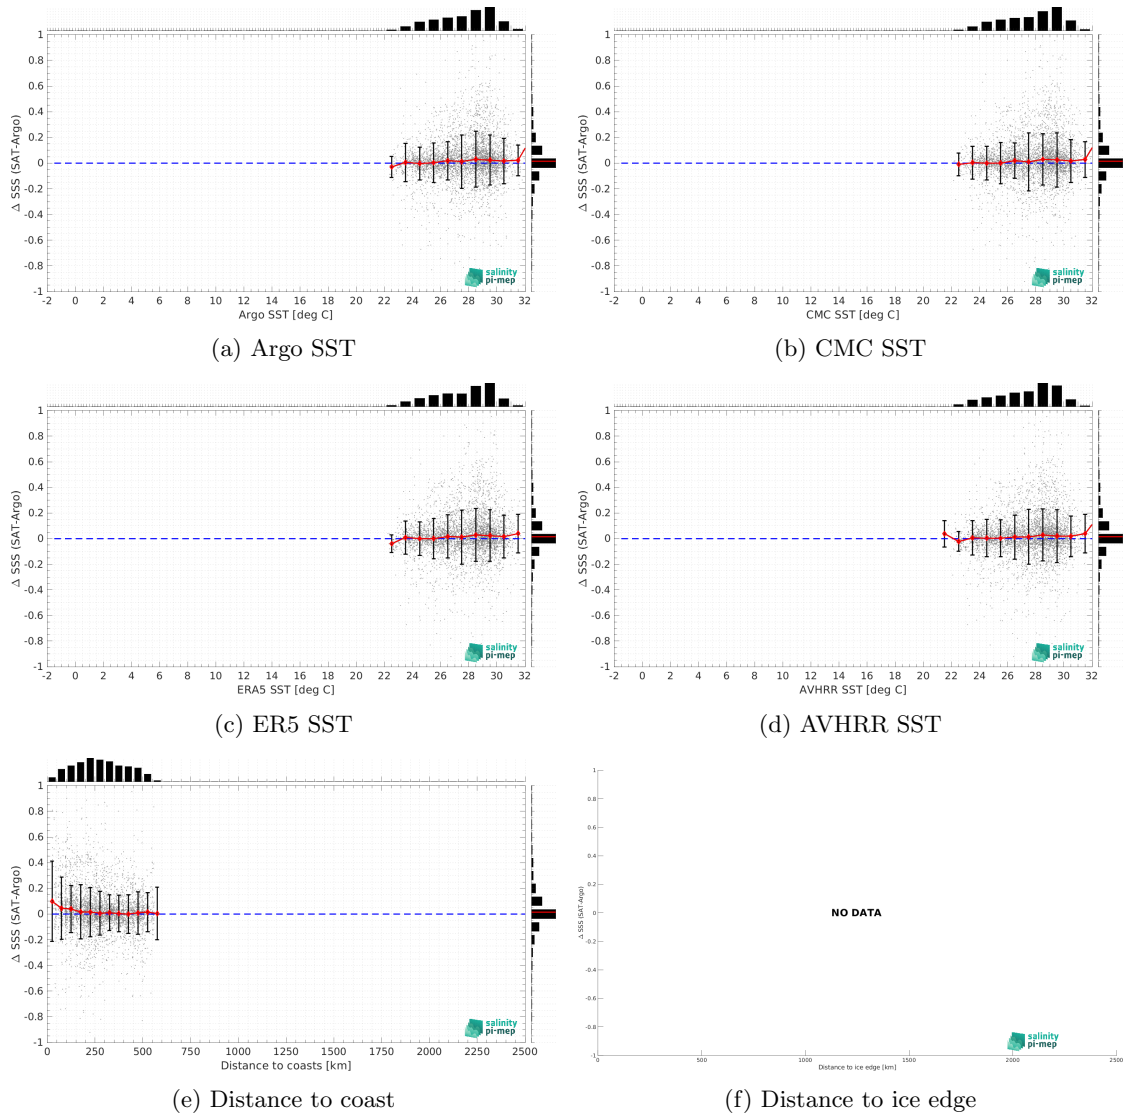 1
0.8
0.6
0.4
0.2
0
-0.2
-0.4
-0.6
-0.8
-1
Δ SSS (SAT-Argo)
salinity
pi-mep
-2 0 2 4 6 8 10 12 14 16 18 20 22 24 26 28 30 32
Argo SST [deg C]
(a) Argo SST
1
0.8
0.6
0.4
0.2
0
-0.2
-0.4
-0.6
-0.8
-1
Δ SSS (SAT-Argo)
salinity
pi-mep
-2 0 2 4 6 8 10 12 14 16 18 20 22 24 26 28 30 32
CMC SST [deg C]
(b) CMC SST
1
0.8
0.6
0.4
0.2
0
-0.2
-0.4
-0.6
-0.8
-1
Δ SSS (SAT-Argo)
salinity
pi-mep
-2 0 2 4 6 8 10 12 14 16 18 20 22 24 26 28 30 32
ERA5 SST [deg C]
(c) ER5 SST
1
0.8
0.6
0.4
0.2
0
-0.2
-0.4
-0.6
-0.8
-1
Δ SSS (SAT-Argo)
salinity
pi-mep
-2 0 2 4 6 8 10 12 14 16 18 20 22 24 26 28 30 32
AVHRR SST [deg C]
(d) AVHRR SST
1
0.8
0.6
0.4
0.2
0
-0.2
-0.4
-0.6
-0.8
-1
Δ SSS (SAT-Argo)
salinity
pi-mep
0 250 500 750 1000 1250 1500 1750 2000 2250 2500
Distance to coasts [km]
(e) Distance to coast
1
0.8
0.6
0.4
0.2
0
-0.2
-0.4
-0.6
-0.8
-1
Δ SSS (SAT-Argo)
NO DATA
salinity
pi-mep
0 500 1000 1500 2000 2500
Distance to ice edge [km]
(f) Distance to ice edge